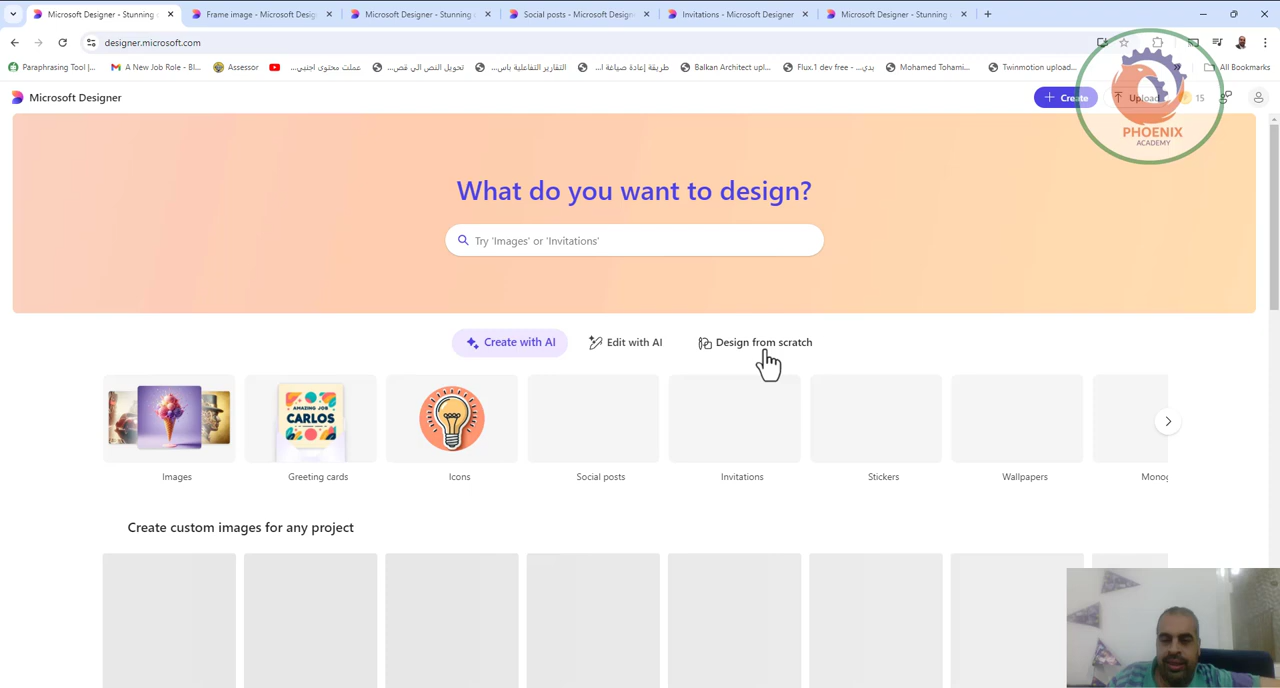 Microsoft Designer - Stunning
Frame image - Microsoft Desig
Microsoft Designer - Stunning
Social posts - Microsoft Designe
Invitations - Microsoft Designer
Microsoft Designer - Stunning
designer.microsoft.com
Paraphrasing Tool |...
A New Job Role - Bl...
Assessor
عملت محتوى اجنبي...
تحويل النص الي فص...
التقارير التفاعلية باس...
طريقة إعادة صياغة ا...
Balkan Architect upl...
Flux.1 dev free - بدي...
Mohamed Tohami...
Twinmotion upload...
All Bookmarks
Microsoft Designer
Create
Upload
15
PHOENIX
ACADEMY
What do you want to design?
Try 'Images' or 'Invitations'
Create with AI
Edit with AI
Design from scratch
AMAZING JOB
CARLOS
Images
Greeting cards
Icons
Social posts
Invitations
Stickers
Wallpapers
Monog
Create custom images for any project